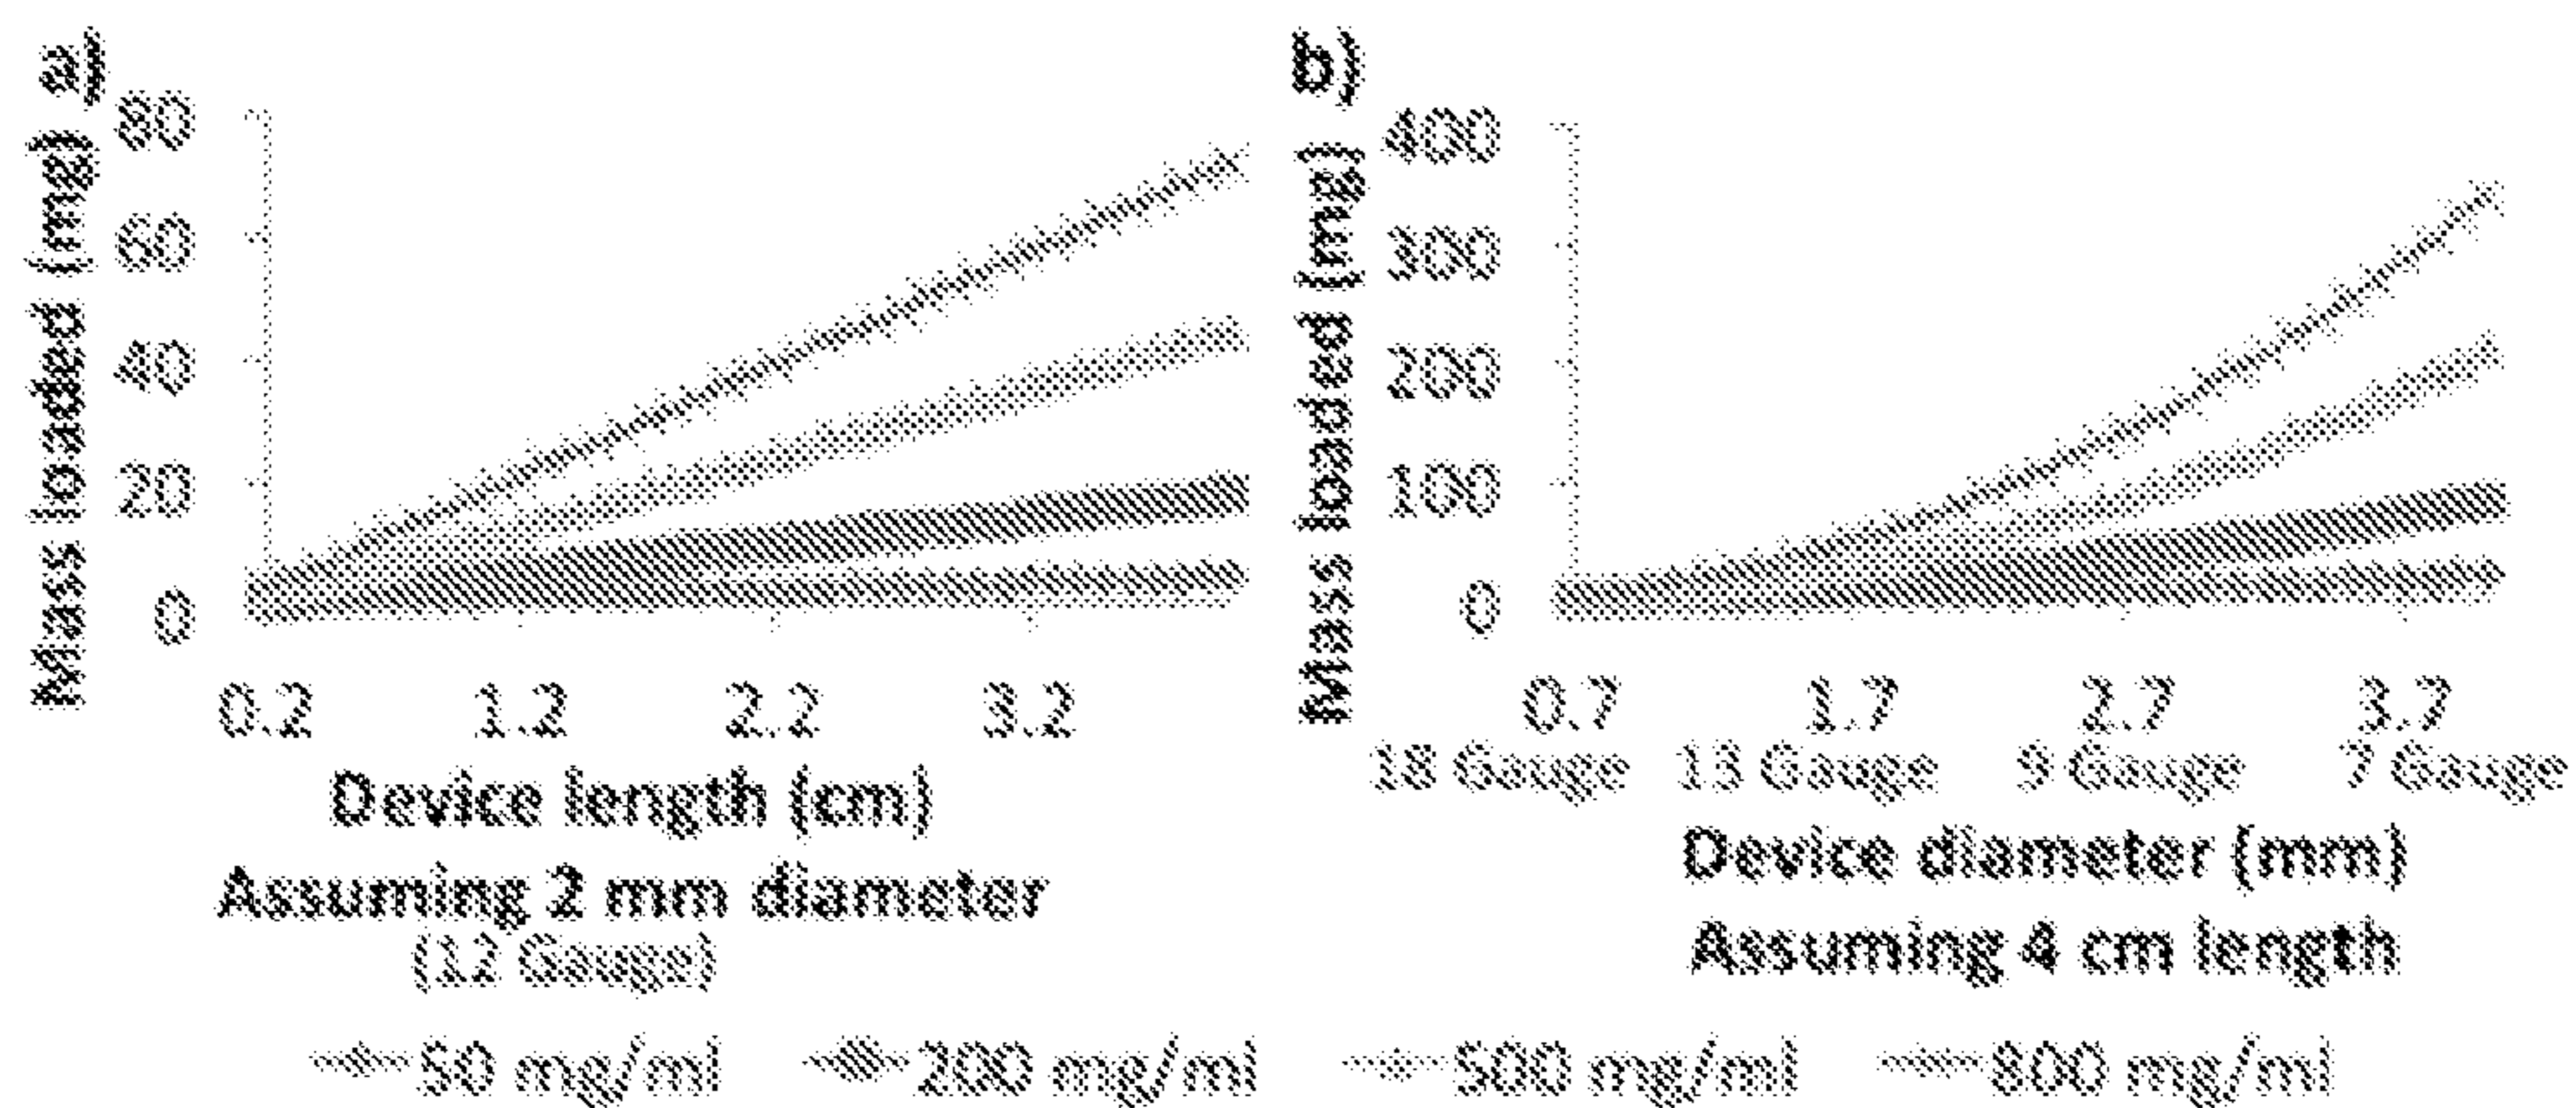 a)
Mass loaded (mg)
80
60
40
20
0
0.2 1.2 2.2 3.2
Device length (cm)
Assuming 2 mm diameter
(12 Gauge)
b)
Mass loaded (mg)
400
300
200
100
0
0.7 1.7 2.7 3.7
18 Gauge 13 Gauge 9 Gauge 7 Gauge
Device diameter (mm)
Assuming 4 cm length
50 mg/ml 200 mg/ml 500 mg/ml 800 mg/ml